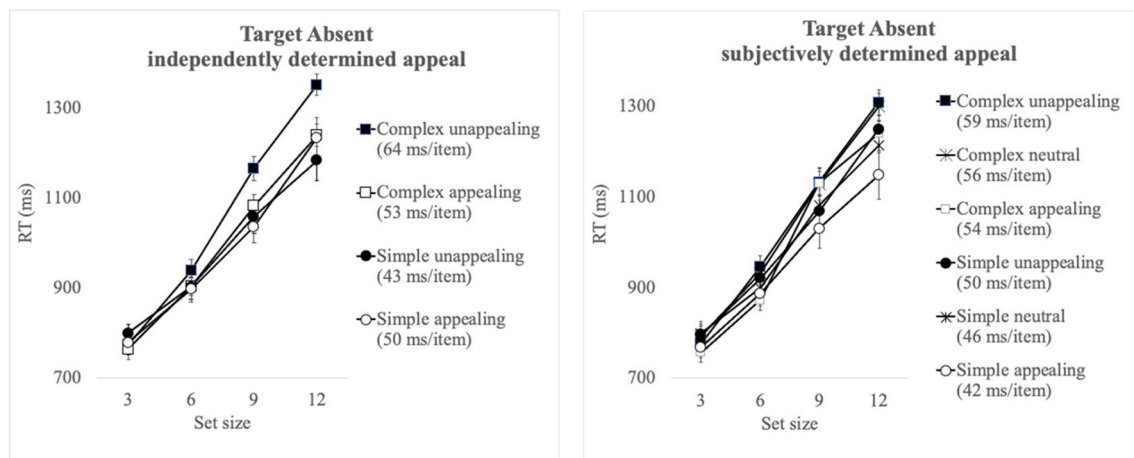 Target Absent
independently determined appeal
1300
1100
900
700
RT (ms)
3 6 9 12
Set size
Complex unappealing
(64 ms/item)
Complex appealing
(53 ms/item)
Simple unappealing
(43 ms/item)
Simple appealing
(50 ms/item)
Target Absent
subjectively determined appeal
1300
1100
900
700
RT (ms)
3 6 9 12
Set size
Complex unappealing
(59 ms/item)
Complex neutral
(56 ms/item)
Complex appealing
(54 ms/item)
Simple unappealing
(50 ms/item)
Simple neutral
(46 ms/item)
Simple appealing
(42 ms/item)